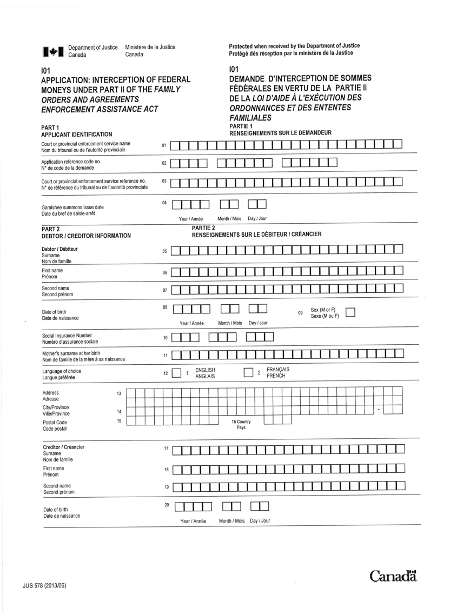 Department of Justice Canada
Ministère de la Justice Canada
Protected when received by the Department of Justice
Protégé dès réception par le ministère de la Justice
I01
APPLICATION: INTERCEPTION OF FEDERAL
MONEYS UNDER PART II OF THE FAMILY
ORDERS AND AGREEMENTS
ENFORCEMENT ASSISTANCE ACT
I01
DEMANDE D'INTERCEPTION DE SOMMES
FÉDÉRALES EN VERTU DE LA PARTIE II
DE LA LOI D'AIDE À L'EXÉCUTION DES
ORDONNANCES ET DES ENTENTES
FAMILIALES
PART 1
APPLICANT IDENTIFICATION
PARTIE 1
RENSEIGNEMENTS SUR LE DEMANDEUR
Court or provincial enforcement service name
Nom du tribunal ou de l'autorité provinciale
01
Application reference code no.
N° de code de la demande
02
Court or provincial enforcement service reference no.
N° de référence du tribunal ou de l'autorité provinciale
03
Garnishee summons issue date
Date du bref de saisie-arrêt
04
Year / Année Month / Mois Day / Jour
PART 2
DEBTOR / CREDITOR INFORMATION
PARTIE 2
RENSEIGNEMENTS SUR LE DÉBITEUR / CRÉANCIER
Debtor / Débiteur
Surname
Nom de famille
05
First name
Prénom
06
Second name
Second prénom
07
Date of birth
Date de naissance
08
Year / Année Month / Mois Day / Jour
09
Sex (M or F)
Sexe (M ou F)
Social Insurance Number
Numéro d'assurance sociale
10
Mother's surname at her birth
Nom de famille de la mère à sa naissance
11
Language of choice
Langue préférée
12
1 ENGLISH
ANGLAIS
2 FRANÇAIS
FRENCH
Address
Adresse
13
City/Province
Ville/Province
14
Postal Code
Code postal
15
16 Country
Pays
Creditor / Créancier
Surname
Nom de famille
17
First name
Prénom
18
Second name
Second prénom
19
Date of birth
Date de naissance
20
Year / Année Month / Mois Day / Jour
Canada
JUS 578 (2013/05)